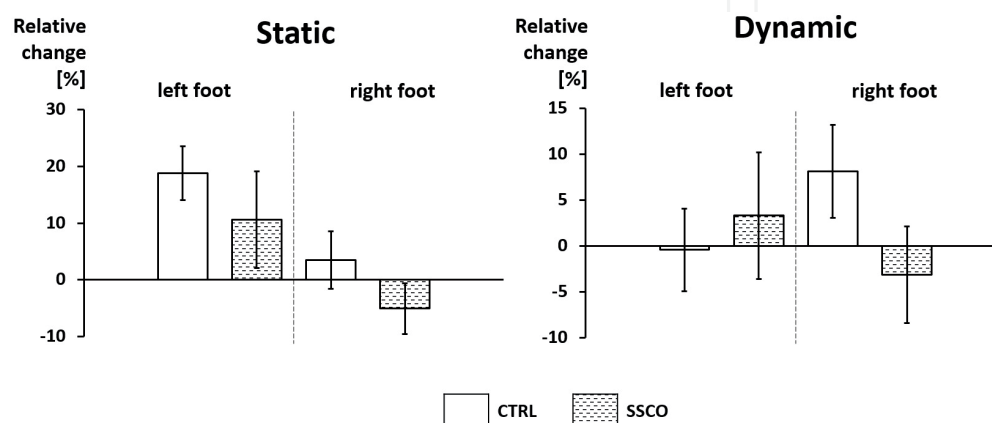 Static
Relative
change
[%]
left foot
right foot
30
20
10
0
-10
Dynamic
Relative
change
[%]
left foot
right foot
15
10
5
0
-5
-10
CTRL
SSCO